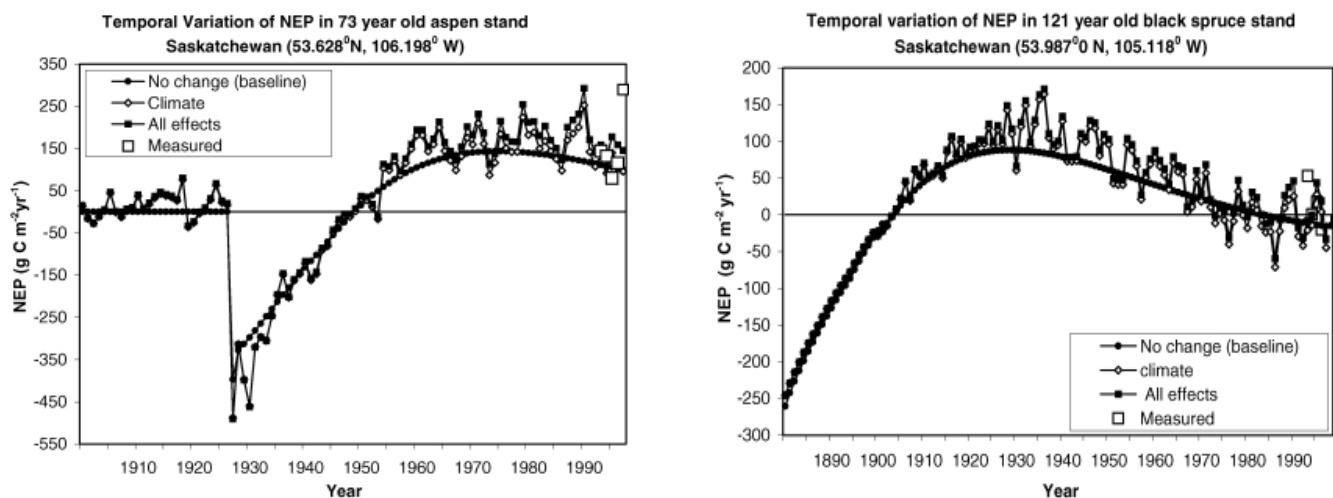 Temporal Variation of NEP in 73 year old aspen stand
Saskatchewan (53.628⁰N, 106.198⁰ W)
350
250
150
50
-50
-150
-250
-350
-450
-550
NEP (g C m⁻²yr⁻¹)
No change (baseline)
Climate
All effects
Measured
1910 1920 1930 1940 1950 1960 1970 1980 1990
Year
Temporal variation of NEP in 121 year old black spruce stand
Saskatchewan (53.987⁰0 N, 105.118⁰ W)
200
150
100
50
0
-50
-100
-150
-200
-250
-300
NEP (g C m⁻²yr⁻¹)
No change (baseline)
climate
All effects
Measured
1890 1900 1910 1920 1930 1940 1950 1960 1970 1980 1990
Year